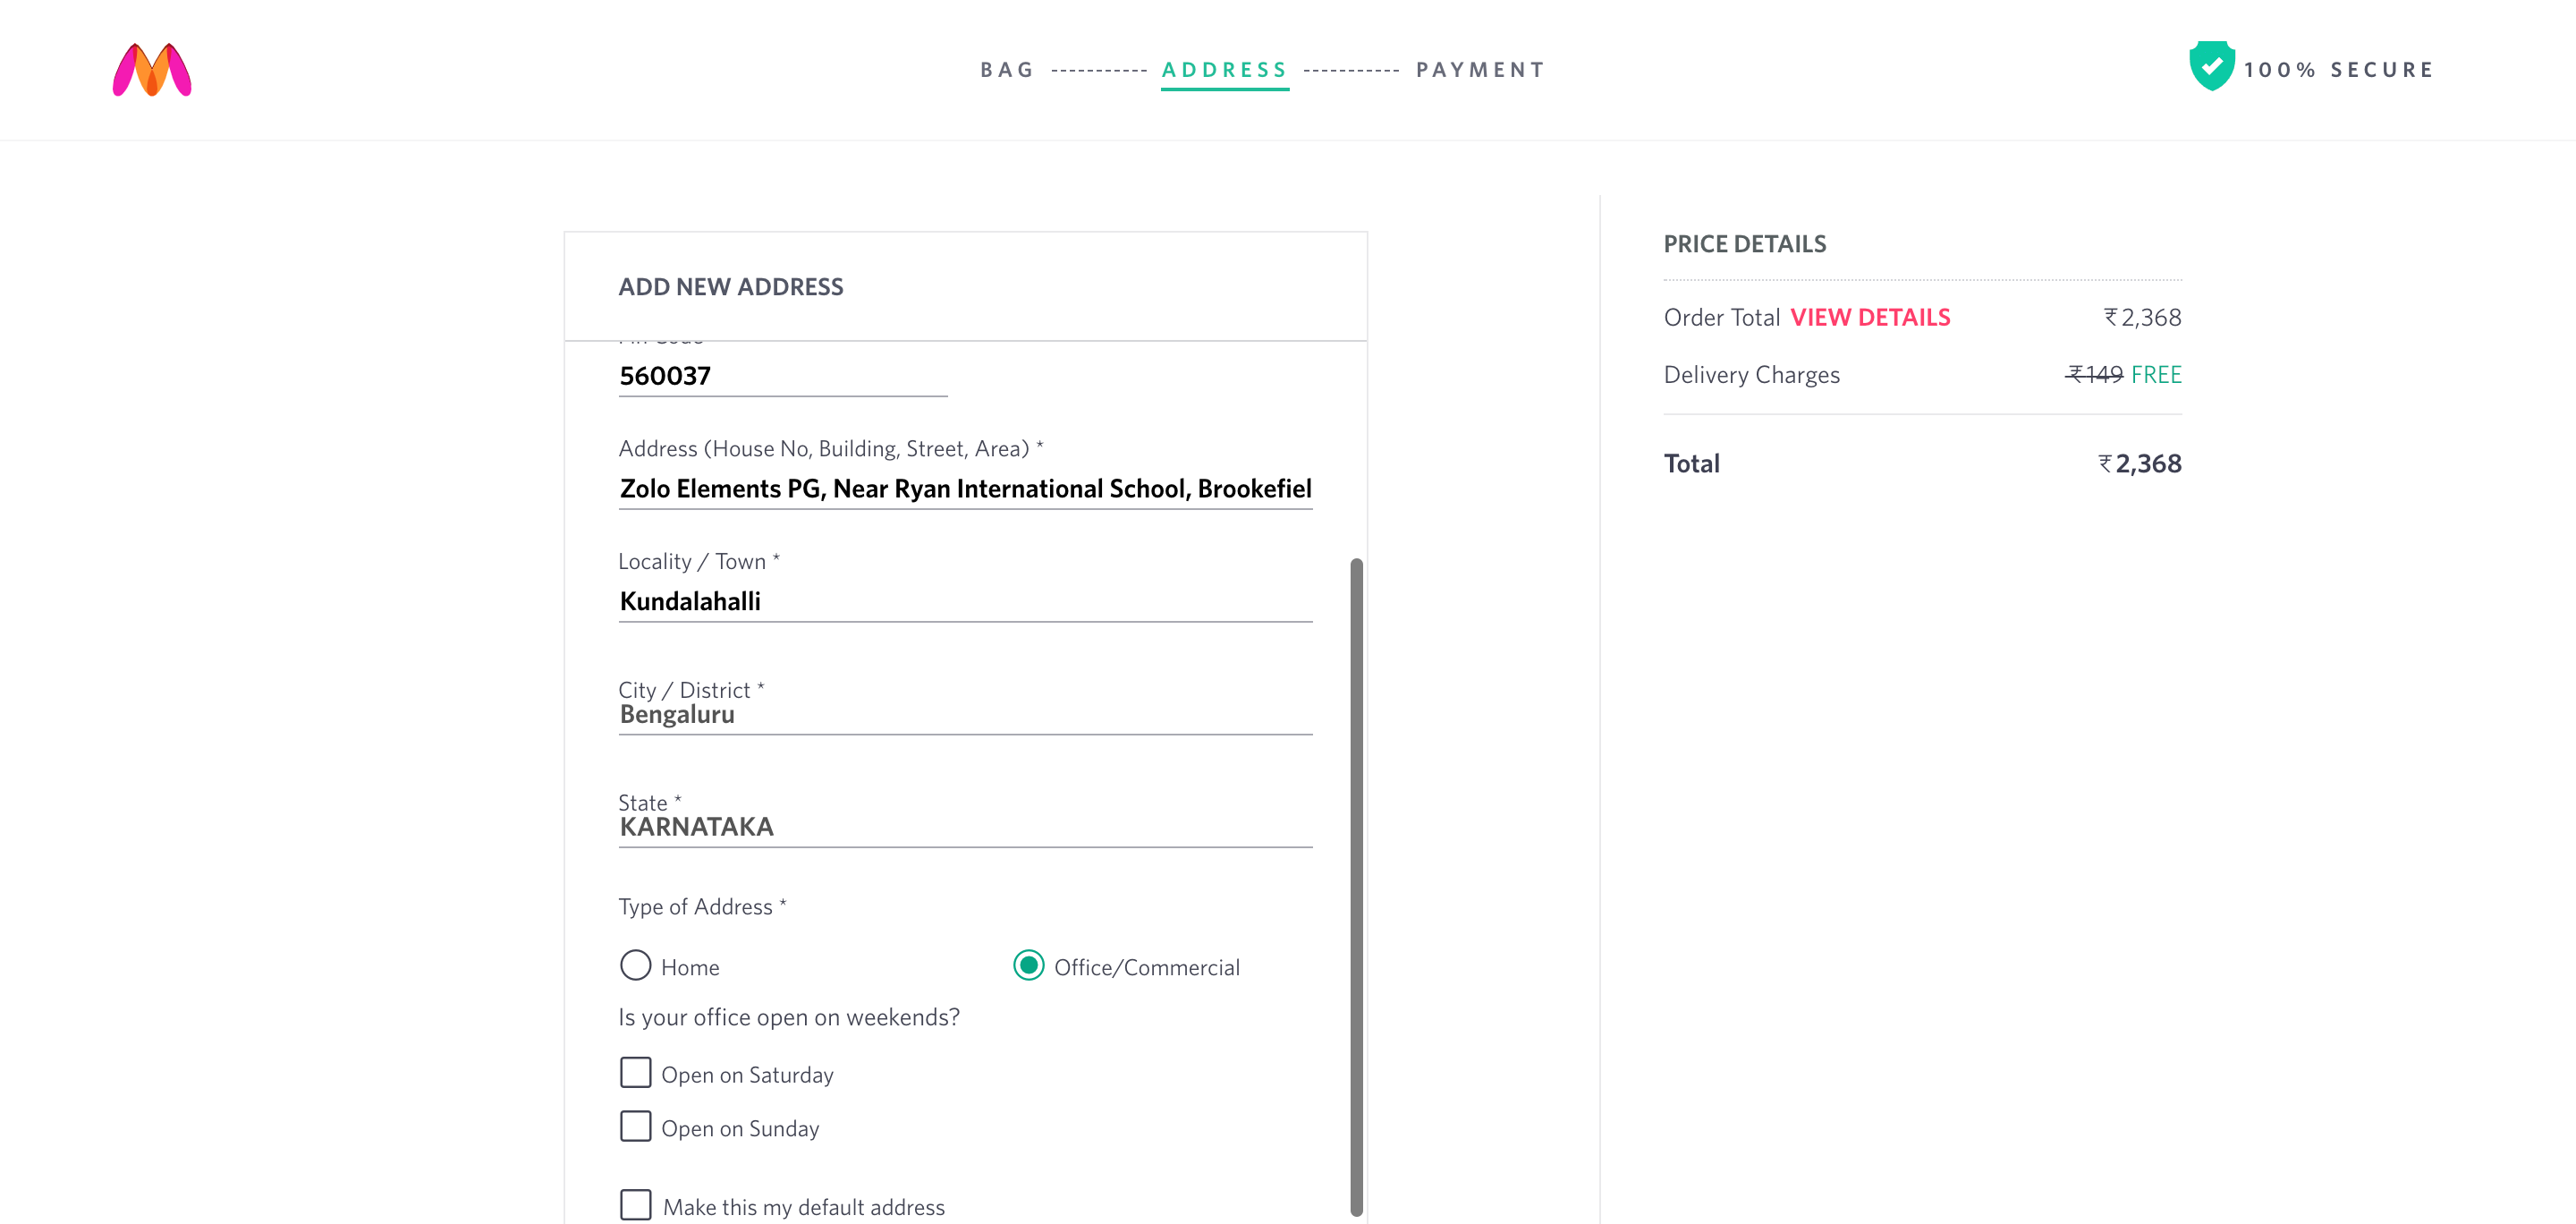 BAG ----------- ADDRESS ----------- PAYMENT
100% SECURE
ADD NEW ADDRESS
560037
Address (House No, Building, Street, Area) *
Zolo Elements PG, Near Ryan International School, Brookefiel
Locality / Town *
Kundalahalli
City / District *
Bengaluru
State *
KARNATAKA
Type of Address *
Home
Office/Commercial
Is your office open on weekends?
Open on Saturday
Open on Sunday
Make this my default address
PRICE DETAILS
Order Total VIEW DETAILS ₹2,368
Delivery Charges ₹149 FREE
Total ₹2,368